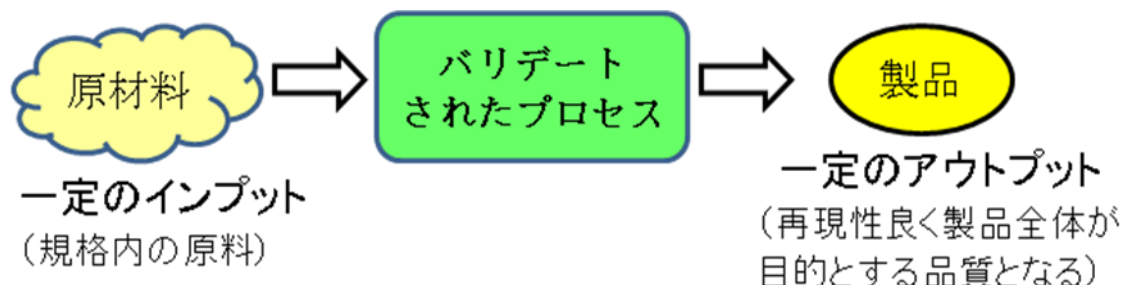 原材料
バリデート
されたプロセス
製品
一定のインプット
（規格内の原料）
一定のアウトプット
（再現性良く製品全体が
目的とする品質となる）